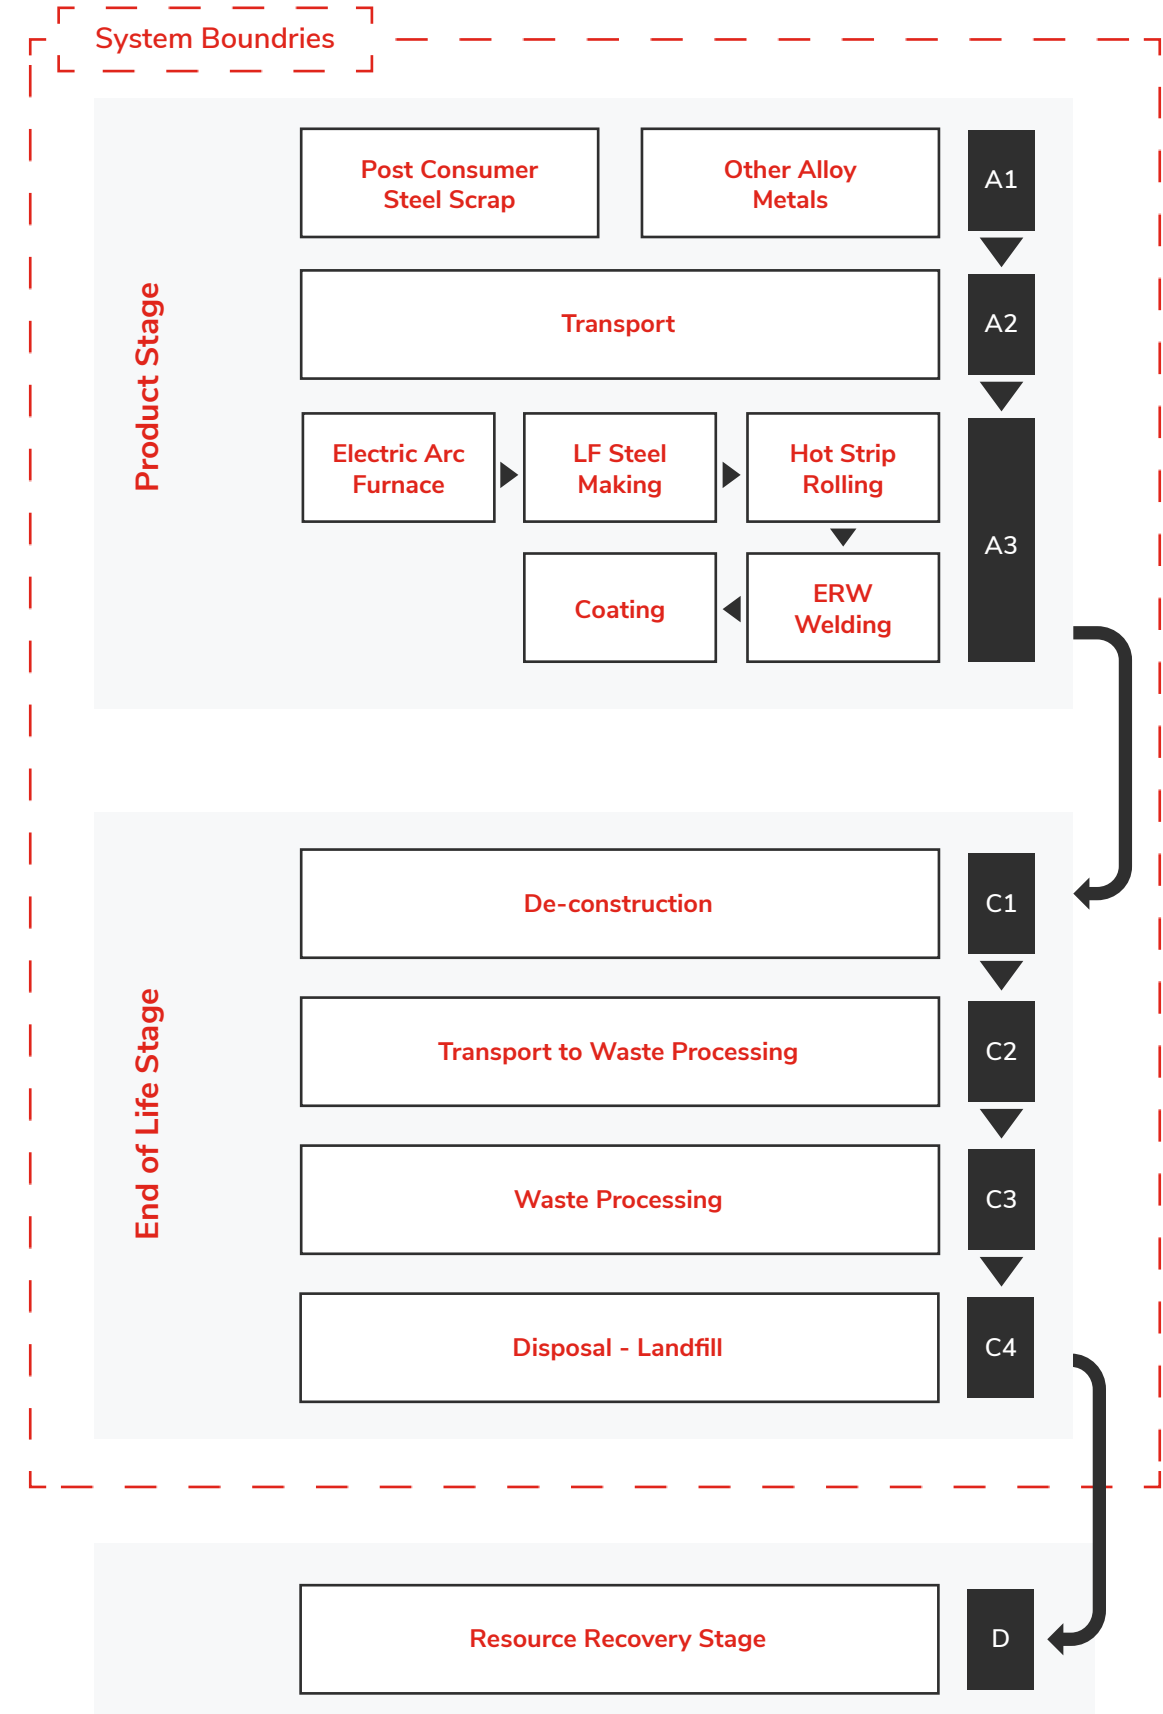 System Boundries
Product Stage
Post Consumer
Steel Scrap
Other Alloy
Metals
A1
Transport
A2
Electric Arc
Furnace
LF Steel
Making
Hot Strip
Rolling
A3
Coating
ERW
Welding
End of Life Stage
De-construction
C1
Transport to Waste Processing
C2
Waste Processing
C3
Disposal - Landfill
C4
Resource Recovery Stage
D